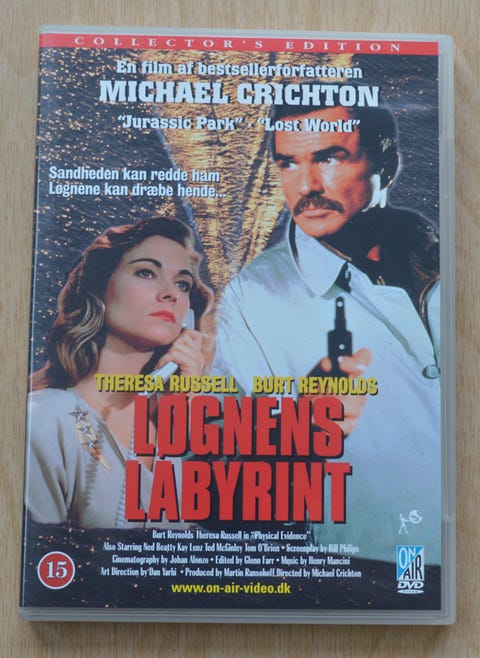 COLLECTOR'S EDITION
En film af bestsellerforfatteren
MICHAEL CRICHTON
"Jurassic Park" - "Lost World"
Sandheden kan redde ham
Løgnene kan dræbe hende...
THERESA RUSSELL BURT REYNOLDS
LØGNENS
LABYRINT
Burt Reynolds Theresa Russell in "Physical Evidence"
Also Starring Ned Beatty Kay Lenz Ted McGinley Tom O'Brien • Screenplay by Bill Philips
Cinematography by Johan Alonzo • Edited by Glenn Farr • Music by Henry Mancini
Art Direction by Dan Yarhi • Produced by Martin Ransohoff. Directed by Michael Crichton
www.on-air-video.dk
15
ON
AIR
DVD
VIDEO